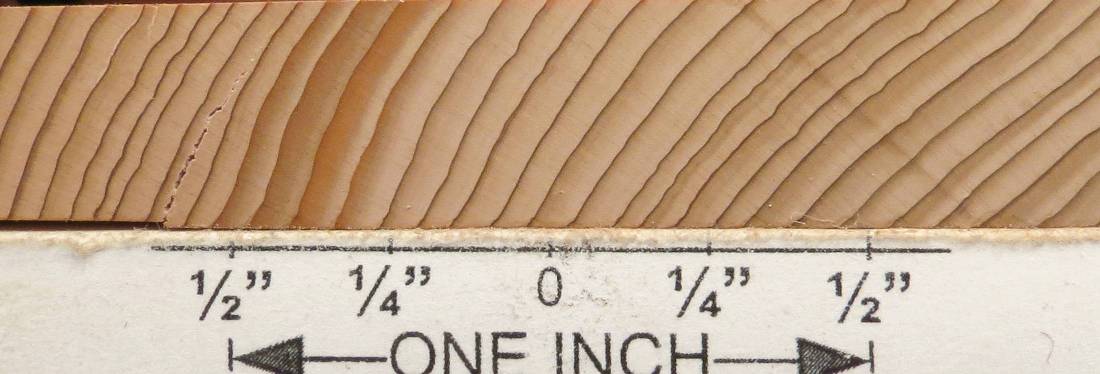 1/2” 1/4” 0 1/4” 1/2”
ONE INCH